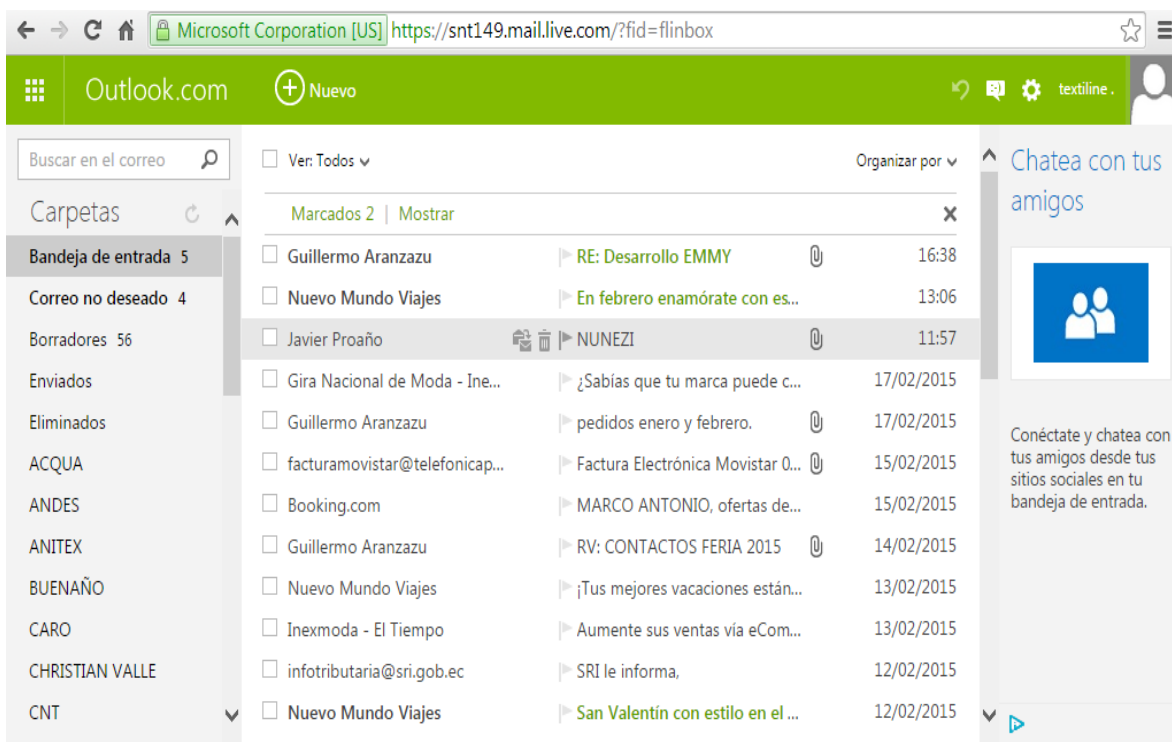 Microsoft Corporation [US] https://snt149.mail.live.com/?fid=flinbox
Outlook.com Nuevo textiline .
Buscar en el correo
Carpetas
Bandeja de entrada 5
Correo no deseado 4
Borradores 56
Enviados
Eliminados
ACQUA
ANDES
ANITEX
BUENAÑO
CARO
CHRISTIAN VALLE
CNT
Ver: Todos Organizar por
Marcados 2 | Mostrar
Guillermo Aranzazu RE: Desarrollo EMMY 16:38
Nuevo Mundo Viajes En febrero enamórate con es... 13:06
Javier Proaño NUNEZI 11:57
Gira Nacional de Moda - Ine... ¿Sabías que tu marca puede c... 17/02/2015
Guillermo Aranzazu pedidos enero y febrero. 17/02/2015
facturamovistar@telefonicap... Factura Electrónica Movistar 0... 15/02/2015
Booking.com MARCO ANTONIO, ofertas de... 15/02/2015
Guillermo Aranzazu RV: CONTACTOS FERIA 2015 14/02/2015
Nuevo Mundo Viajes ¡Tus mejores vacaciones están... 13/02/2015
Inexmoda - El Tiempo Aumente sus ventas vía eCom... 13/02/2015
infotributaria@sri.gob.ec SRI le informa, 12/02/2015
Nuevo Mundo Viajes San Valentín con estilo en el ... 12/02/2015
Chatea con tus
amigos
Conéctate y chatea con
tus amigos desde tus
sitios sociales en tu
bandeja de entrada.